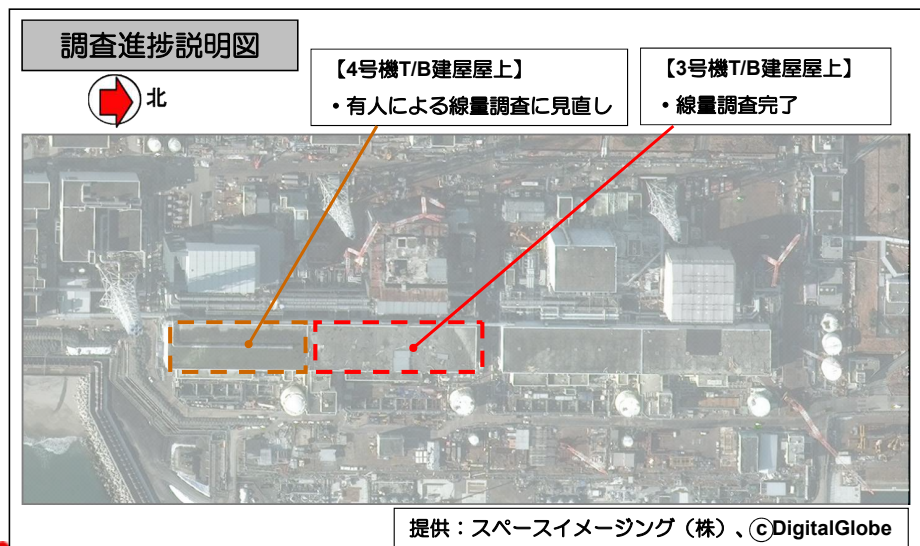 調査進捗説明図
北
【4号機T/B建屋屋上】
・有人による線量調査に見直し
【3号機T/B建屋屋上】
・線量調査完了
提供：スペースイメージング（株）、ⓒDigitalGlobe